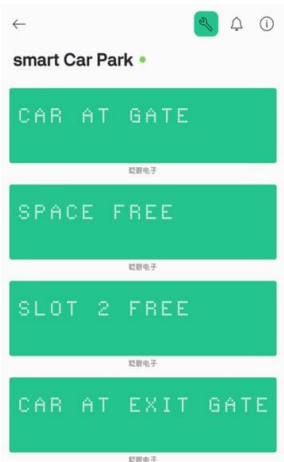 smart Car Park
CAR AT GATE
SPACE FREE
SLOT 2 FREE
CAR AT EXIT GATE